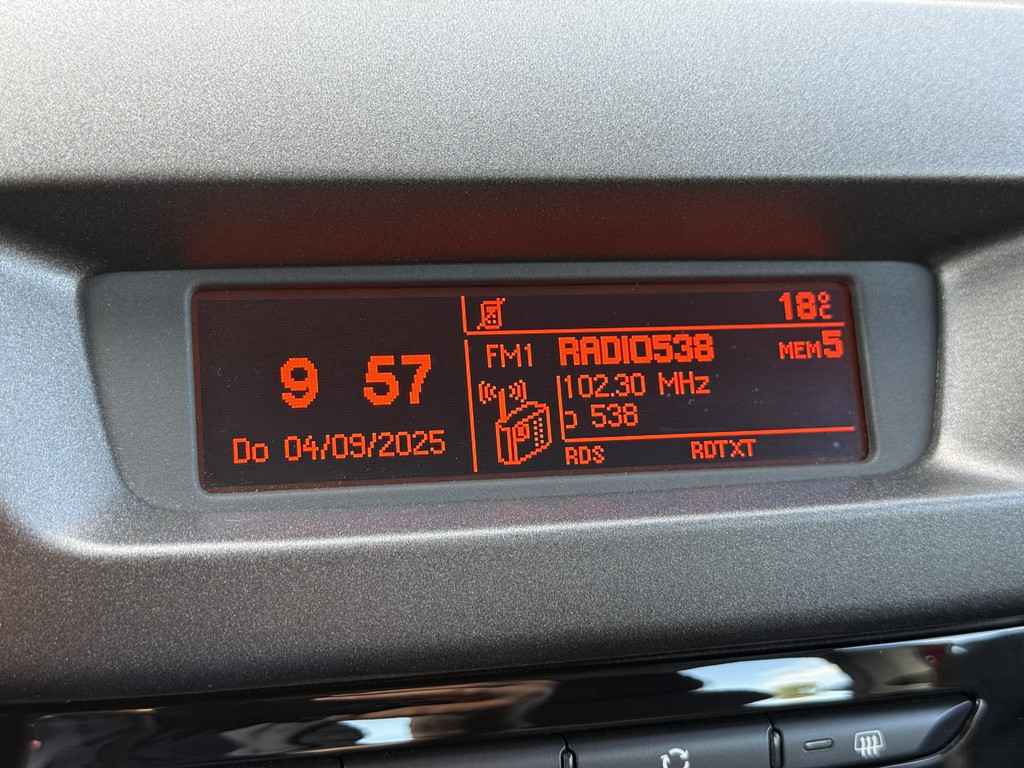 9 57
Do 04/09/2025
18°C
FM1 RADIO538 MEM5
102.30 MHz
538
RDS RDTXT